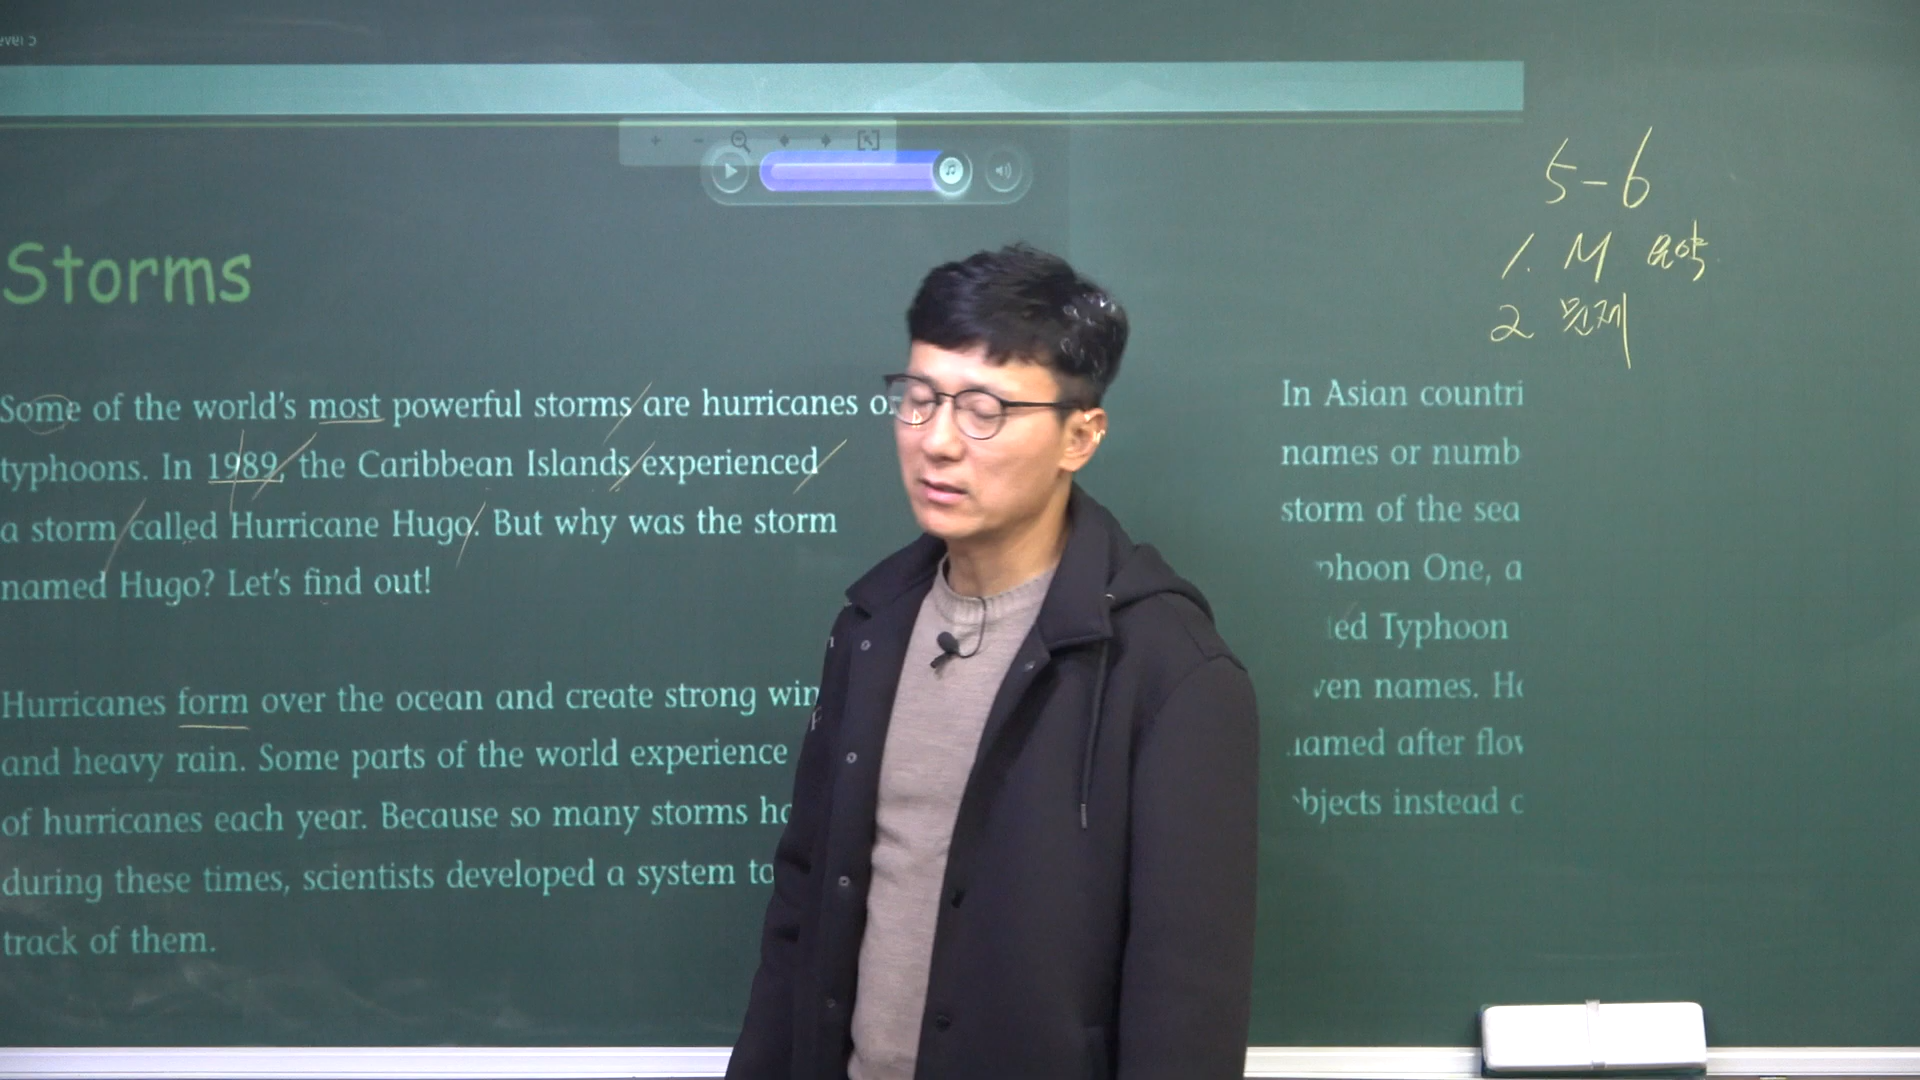 Storms
Some of the world's most powerful storms are hurricanes
typhoons. In 1989, the Caribbean Islands experienced
a storm called Hurricane Hugo. But why was the storm
named Hugo? Let's find out!
Hurricanes form over the ocean and create strong win
and heavy rain. Some parts of the world experience
of hurricanes each year. Because so many storms ha
during these times, scientists developed a system to
track of them.
In Asian countri
names or numb
storm of the sea
phoon One, a
ed Typhoon
ven names. Ho
named after flow
bjects instead o
5-6
1. M 요약
2 문제